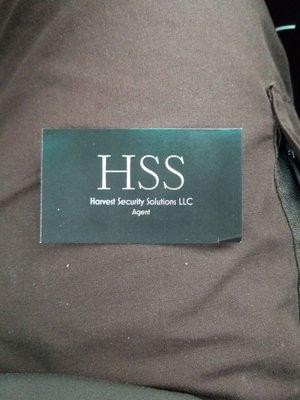 HSS
Harvest Security Solutions LLC
Agent